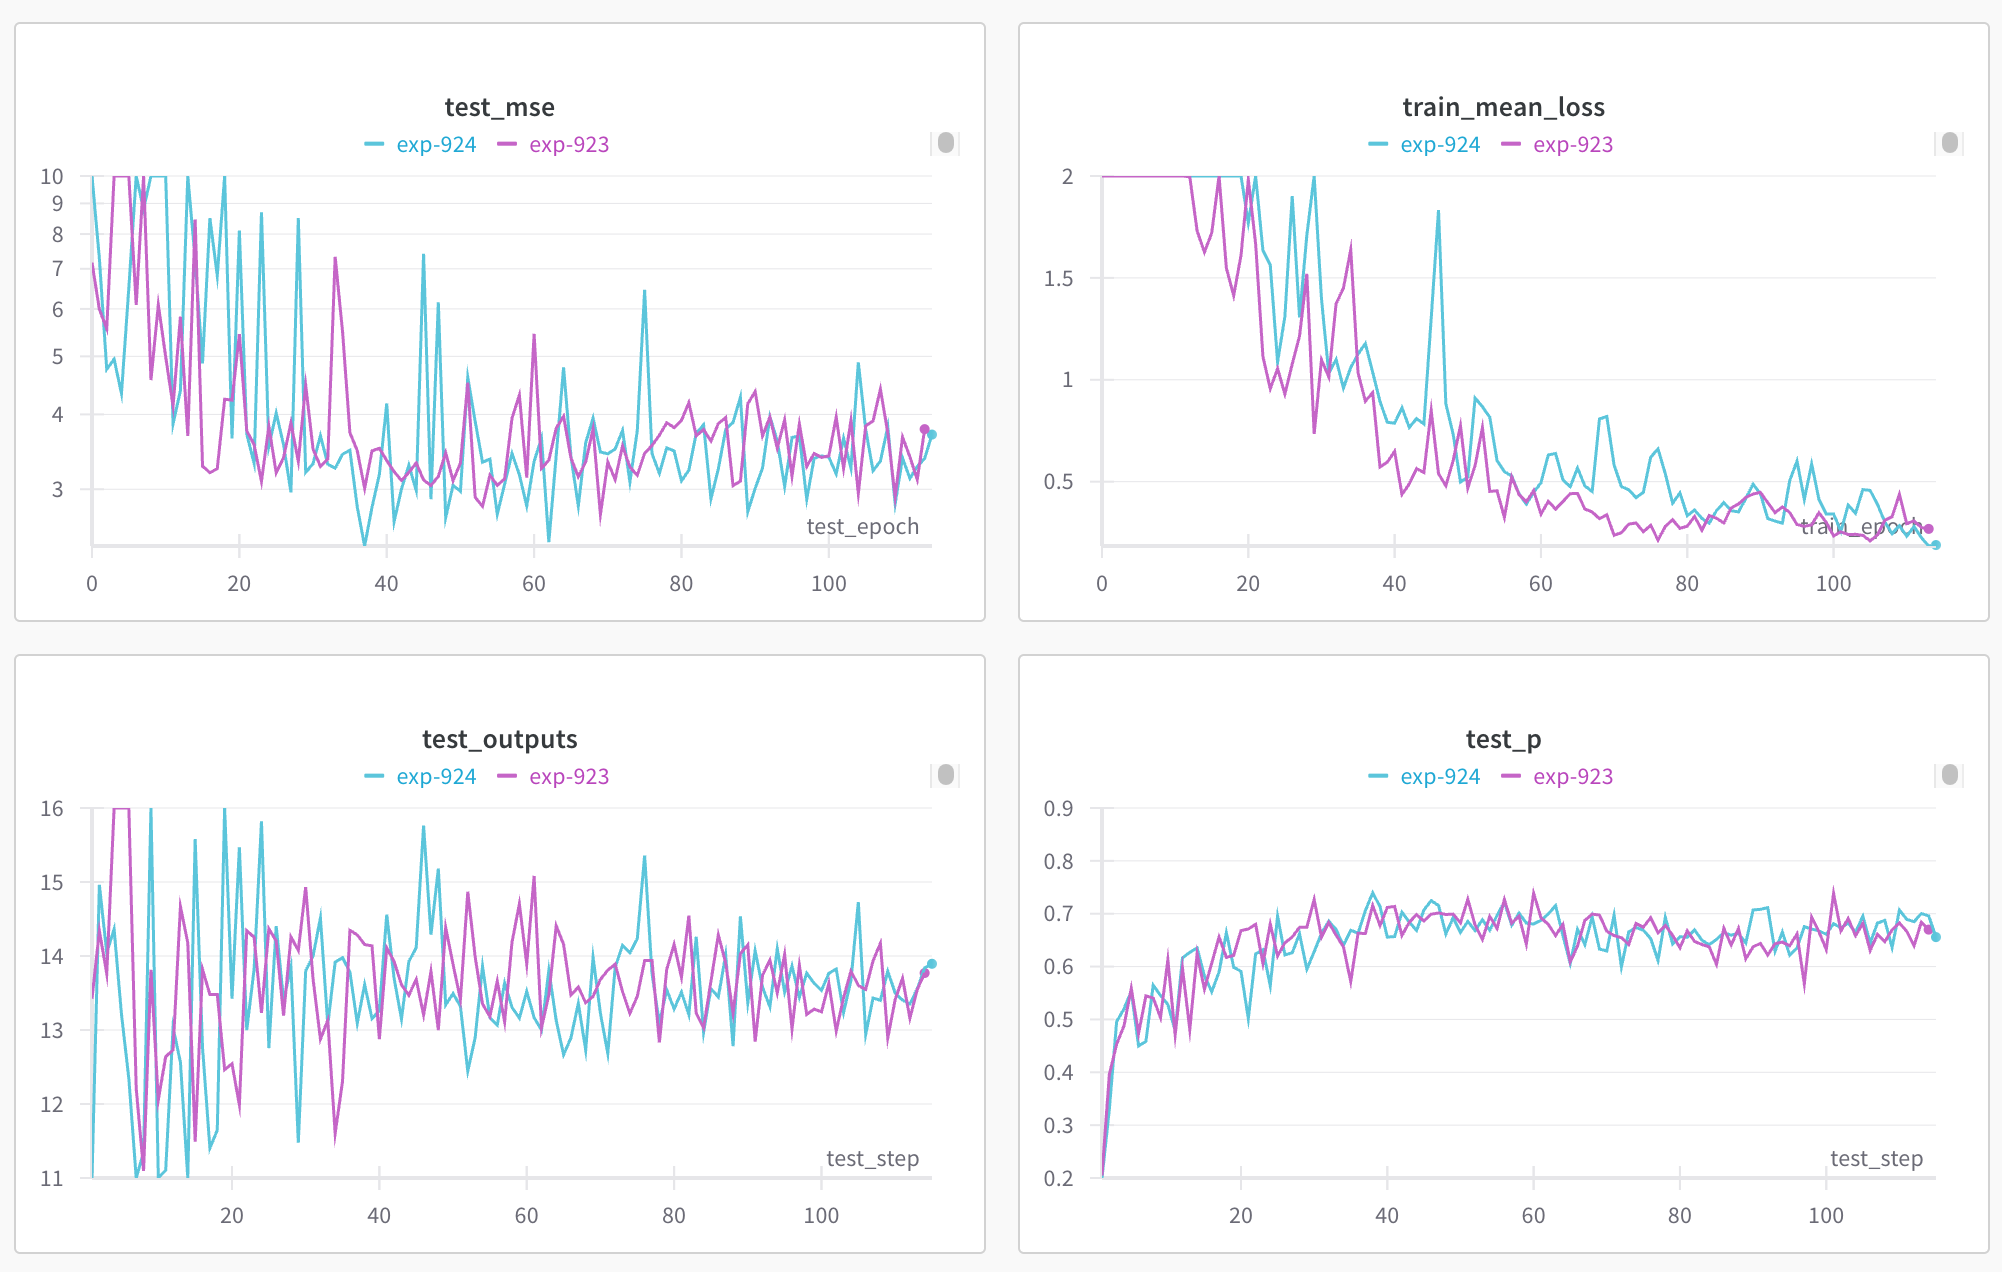 test_mse
exp-924 exp-923
10
9
8
7
6
5
4
3
test_epoch
0 20 40 60 80 100
train_mean_loss
exp-924 exp-923
2
1.5
1
0.5
train_epoch
0 20 40 60 80 100
test_outputs
exp-924 exp-923
16
15
14
13
12
11
test_step
20 40 60 80 100
test_p
exp-924 exp-923
0.9
0.8
0.7
0.6
0.5
0.4
0.3
0.2
test_step
20 40 60 80 100